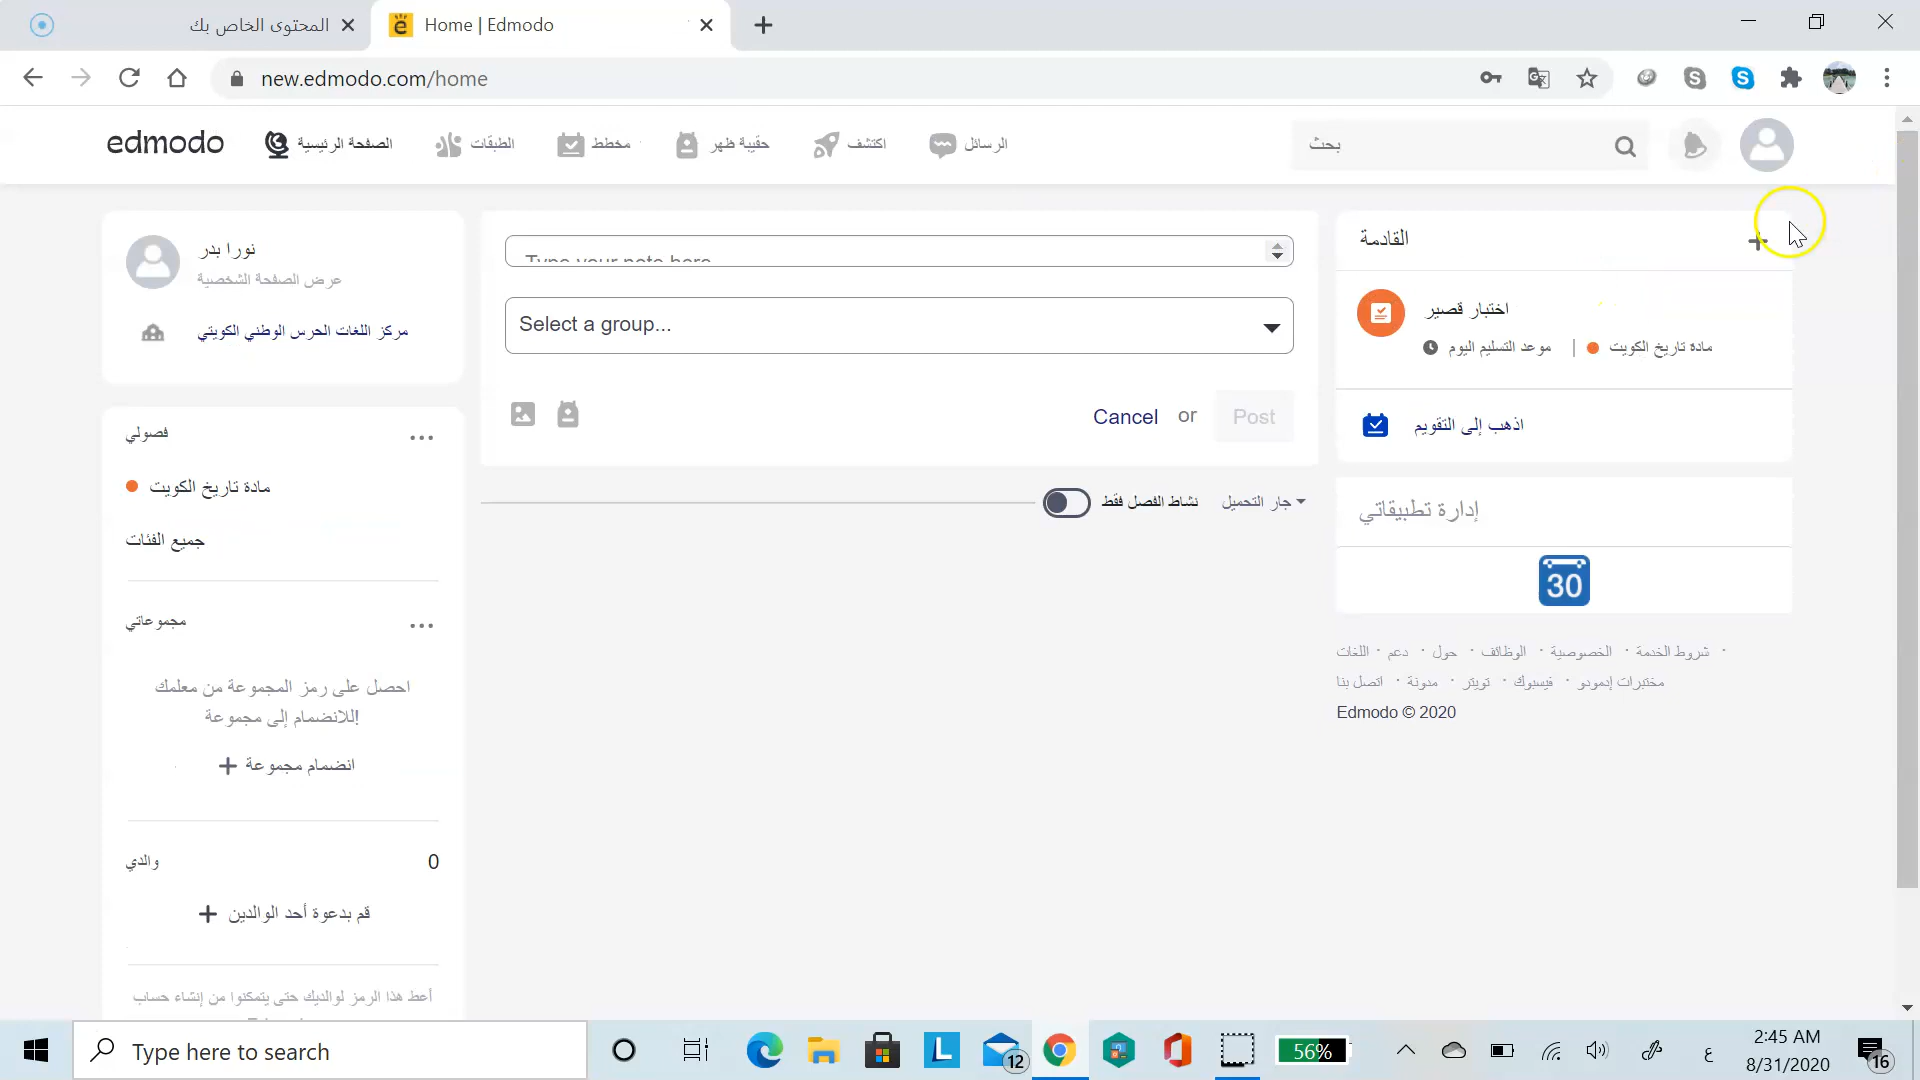 المحتوى الخاص بك
Home | Edmodo
new.edmodo.com/home
edmodo
الصفحة الرئيسية
الطبقات
مخطط
حقيبة ظهر
اكتشف
الرسائل
بحث
نورا بدر
عرض الصفحة الشخصية
مركز اللغات الحرس الوطني الكويتي
فصولي
مادة تاريخ الكويت
جميع الفئات
مجموعاتي
احصل على رمز المجموعة من معلمك
للانضمام إلى مجموعة!
انضمام مجموعة
والدي
0
قم بدعوة أحد الوالدين
أعط هذا الرمز لوالديك حتى يتمكنوا من إنشاء حساب
Type your note here
Select a group...
Cancel or Post
نشاط الفصل فقط
جار التحميل
القادمة
اختبار قصير
موعد التسليم اليوم | مادة تاريخ الكويت
اذهب إلى التقويم
إدارة تطبيقاتي
30
اللغات · دعم · حول · الوظائف · الخصوصية · شروط الخدمة ·
اتصل بنا · مدونة · تويتر · فيسبوك · مختبرات إدمودو
Edmodo © 2020
Type here to search
L
12
56%
ع
2:45 AM
8/31/2020
16